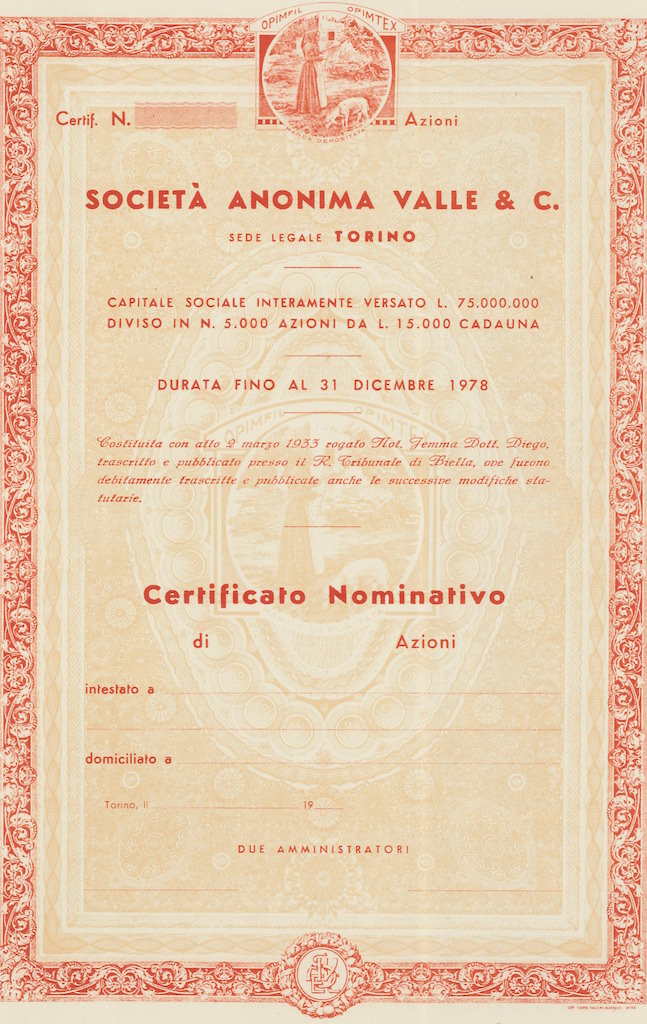 OPIMFIL OPIMTEX
MARCA DEPOSITATA
Certif. N. Azioni
SOCIETÀ ANONIMA VALLE & C.
SEDE LEGALE TORINO
CAPITALE SOCIALE INTERAMENTE VERSATO L. 75.000.000
DIVISO IN N. 5.000 AZIONI DA L. 15.000 CADAUNA
DURATA FINO AL 31 DICEMBRE 1978
OPIMFIL OPIMTEX
Costituita con atto 2 marzo 1933 rogato Not. Jemma Dott. Diego,
trascritto e pubblicato presso il R. Tribunale di Biella, ove furono
debitamente trascritte e pubblicate anche le successive modifiche sta-
tutarie.
Certificato Nominativo
di Azioni
intestato a
domiciliato a
Torino, li 19
DUE AMMINISTRATORI